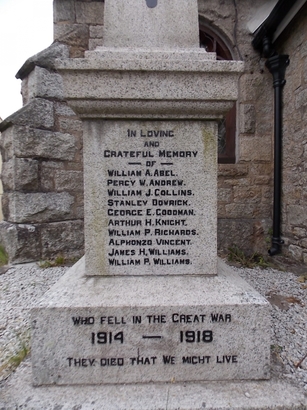 IN LOVING
AND
GRATEFUL MEMORY
— OF —
WILLIAM A. ABEL.
PERCY W. ANDREW.
WILLIAM J. COLLINS.
STANLEY DOWRICK.
GEORGE E. GOODMAN.
ARTHUR H. KNIGHT.
WILLIAM P. RICHARDS.
ALPHONZO VINCENT.
JAMES H. WILLIAMS.
WILLIAM P. WILLIAMS.
WHO FELL IN THE GREAT WAR
1914 — 1918
THEY DIED THAT WE MIGHT LIVE